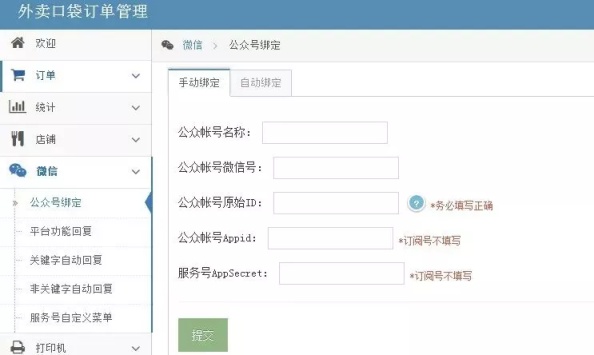 外卖口袋订单管理
欢迎
订单
统计
店铺
微信
公众号绑定
平台功能回复
关键字自动回复
非关键字自动回复
服务号自定义菜单
打印机
微信 > 公众号绑定
手动绑定 自动绑定
公众帐号名称：
公众帐号微信号：
公众帐号原始ID： ? *务必填写正确
公众帐号Appid： *订阅号不填写
服务号AppSecret： *订阅号不填写
提交